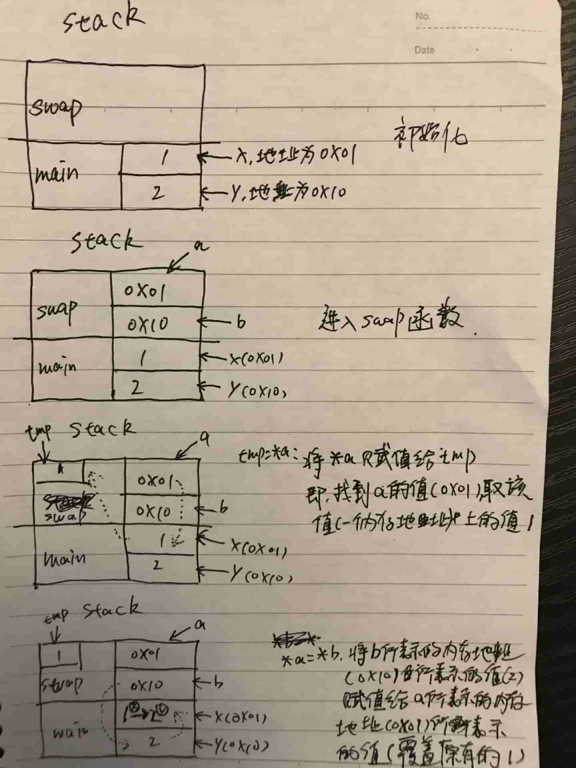 No.
Date
stack
swap
main
1
x,地址为0x01
2
y,地址为0x10
初始化
stack
a
swap
0x01
0x10
b
main
1
x(0x01)
2
y(0x10)
进入swap函数.
tmp stack
a
0x01
swap
0x10
b
main
1
x(0x01)
2
y(0x10)
tmp=*a: 将*a 赋值给tmp
即,找到a的值(0x01),取该
值(一个内存地址)上的值1
tmp stack
a
1
0x01
swap
0x10
b
main
x(0x01)
2
y(0x10)
*a=*b, 将b所表示的内存地址
(0x10)所表示的值(2)
赋值给a所表示的内存
地址(0x01)所表示
的值(覆盖原有的1)